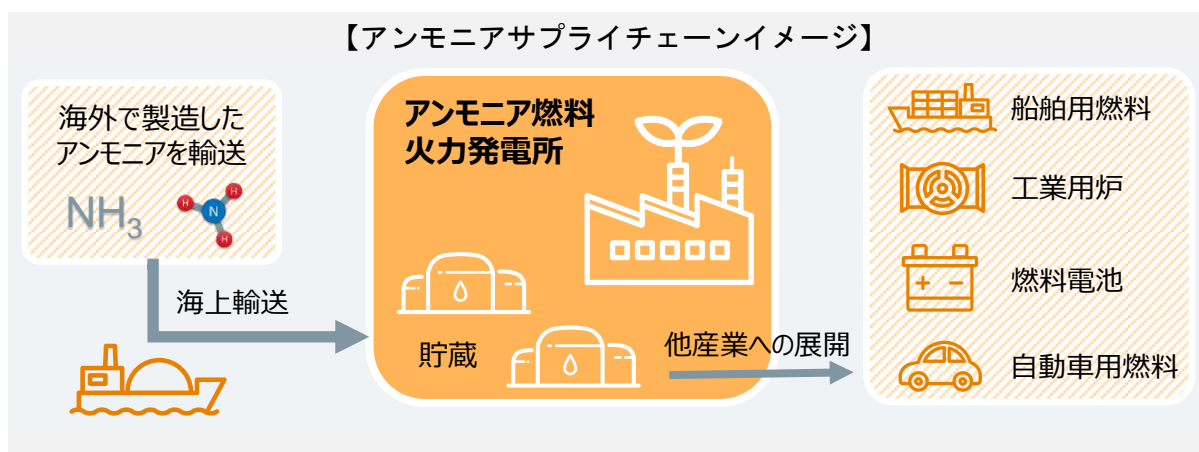 【アンモニアサプライチェーンイメージ】
海外で製造した
アンモニアを輸送
NH₃
H
H
N
H
海上輸送
アンモニア燃料
火力発電所
貯蔵
他産業への展開
船舶用燃料
工業用炉
燃料電池
自動車用燃料